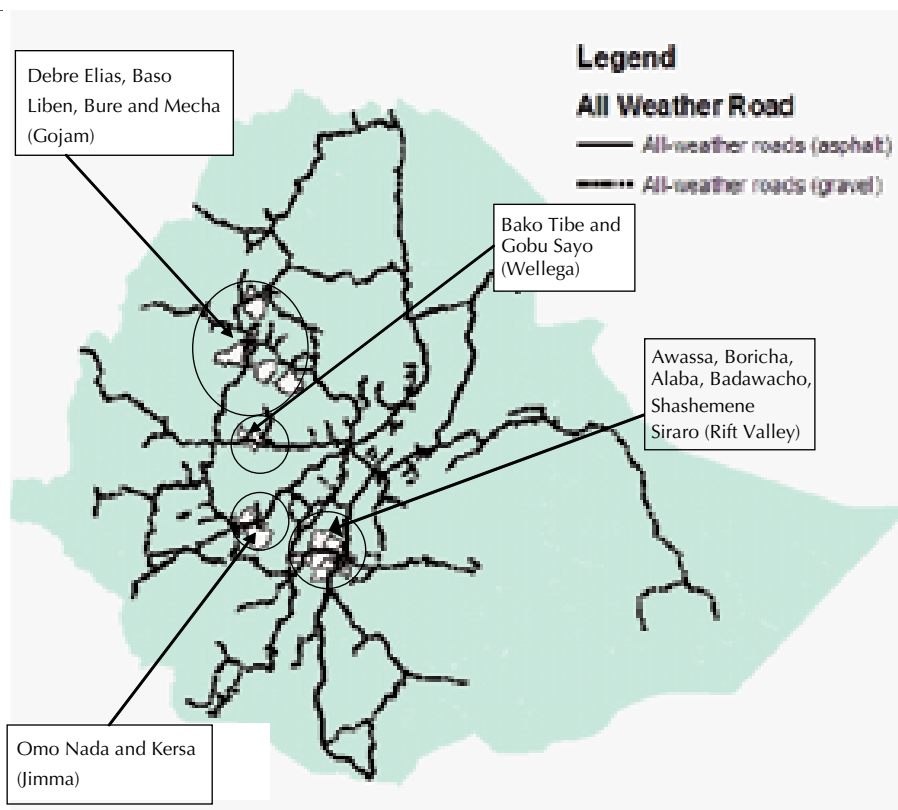 Debre Elias, Baso
Liben, Bure and Mecha
(Gojam)
Legend
All Weather Road
All-weather roads (asphalt)
All-weather roads (gravel)
Bako Tibe and
Gobu Sayo
(Wellega)
Awassa, Boricha,
Alaba, Badawacho,
Shashemene
Siraro (Rift Valley)
Omo Nada and Kersa
(Jimma)